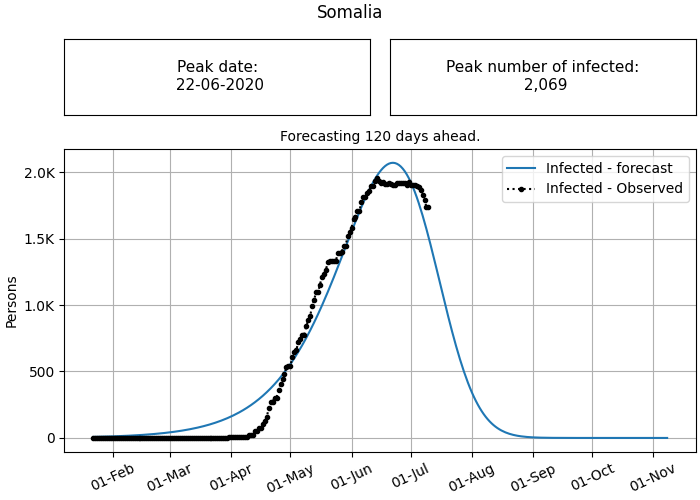 Somalia
Peak date:
22-06-2020
Peak number of infected:
2,069
Forecasting 120 days ahead.
Infected - forecast
Infected - Observed
Persons
2.0K
1.5K
1.0K
500
0
01-Feb
01-Mar
01-Apr
01-May
01-Jun
01-Jul
01-Aug
01-Sep
01-Oct
01-Nov